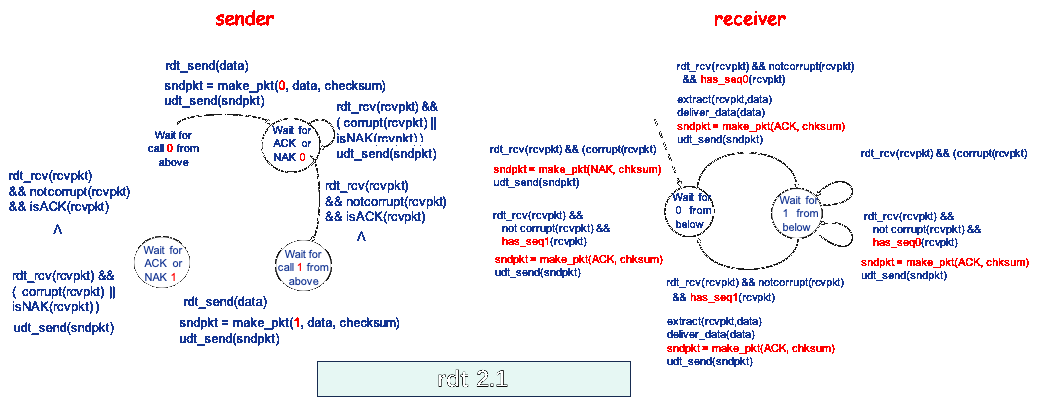 sender
receiver
rdt_send(data)
sndpkt = make_pkt(0, data, checksum)
udt_send(sndpkt)
Wait for
call 0 from
above
Wait for
ACK or
NAK 0
rdt_rcv(rcvpkt) &&
( corrupt(rcvpkt) ||
isNAK(rcvpkt) )
udt_send(sndpkt)
rdt_rcv(rcvpkt)
&& notcorrupt(rcvpkt)
&& isACK(rcvpkt)
Λ
rdt_rcv(rcvpkt)
&& notcorrupt(rcvpkt)
&& isACK(rcvpkt)
Λ
Wait for
ACK or
NAK 1
Wait for
call 1 from
above
rdt_rcv(rcvpkt) &&
( corrupt(rcvpkt) ||
isNAK(rcvpkt) )
udt_send(sndpkt)
rdt_send(data)
sndpkt = make_pkt(1, data, checksum)
udt_send(sndpkt)
rdt_rcv(rcvpkt) && notcorrupt(rcvpkt)
&& has_seq0(rcvpkt)
extract(rcvpkt,data)
deliver_data(data)
sndpkt = make_pkt(ACK, chksum)
udt_send(sndpkt)
rdt_rcv(rcvpkt) && (corrupt(rcvpkt)
sndpkt = make_pkt(NAK, chksum)
udt_send(sndpkt)
rdt_rcv(rcvpkt) &&
not corrupt(rcvpkt) &&
has_seq1(rcvpkt)
sndpkt = make_pkt(ACK, chksum)
udt_send(sndpkt)
Wait for
0 from
below
Wait for
1 from
below
rdt_rcv(rcvpkt) && (corrupt(rcvpkt)
rdt_rcv(rcvpkt) &&
not corrupt(rcvpkt) &&
has_seq0(rcvpkt)
sndpkt = make_pkt(ACK, chksum)
udt_send(sndpkt)
rdt_rcv(rcvpkt) && notcorrupt(rcvpkt)
&& has_seq1(rcvpkt)
extract(rcvpkt,data)
deliver_data(data)
sndpkt = make_pkt(ACK, chksum)
udt_send(sndpkt)
rdt 2.1